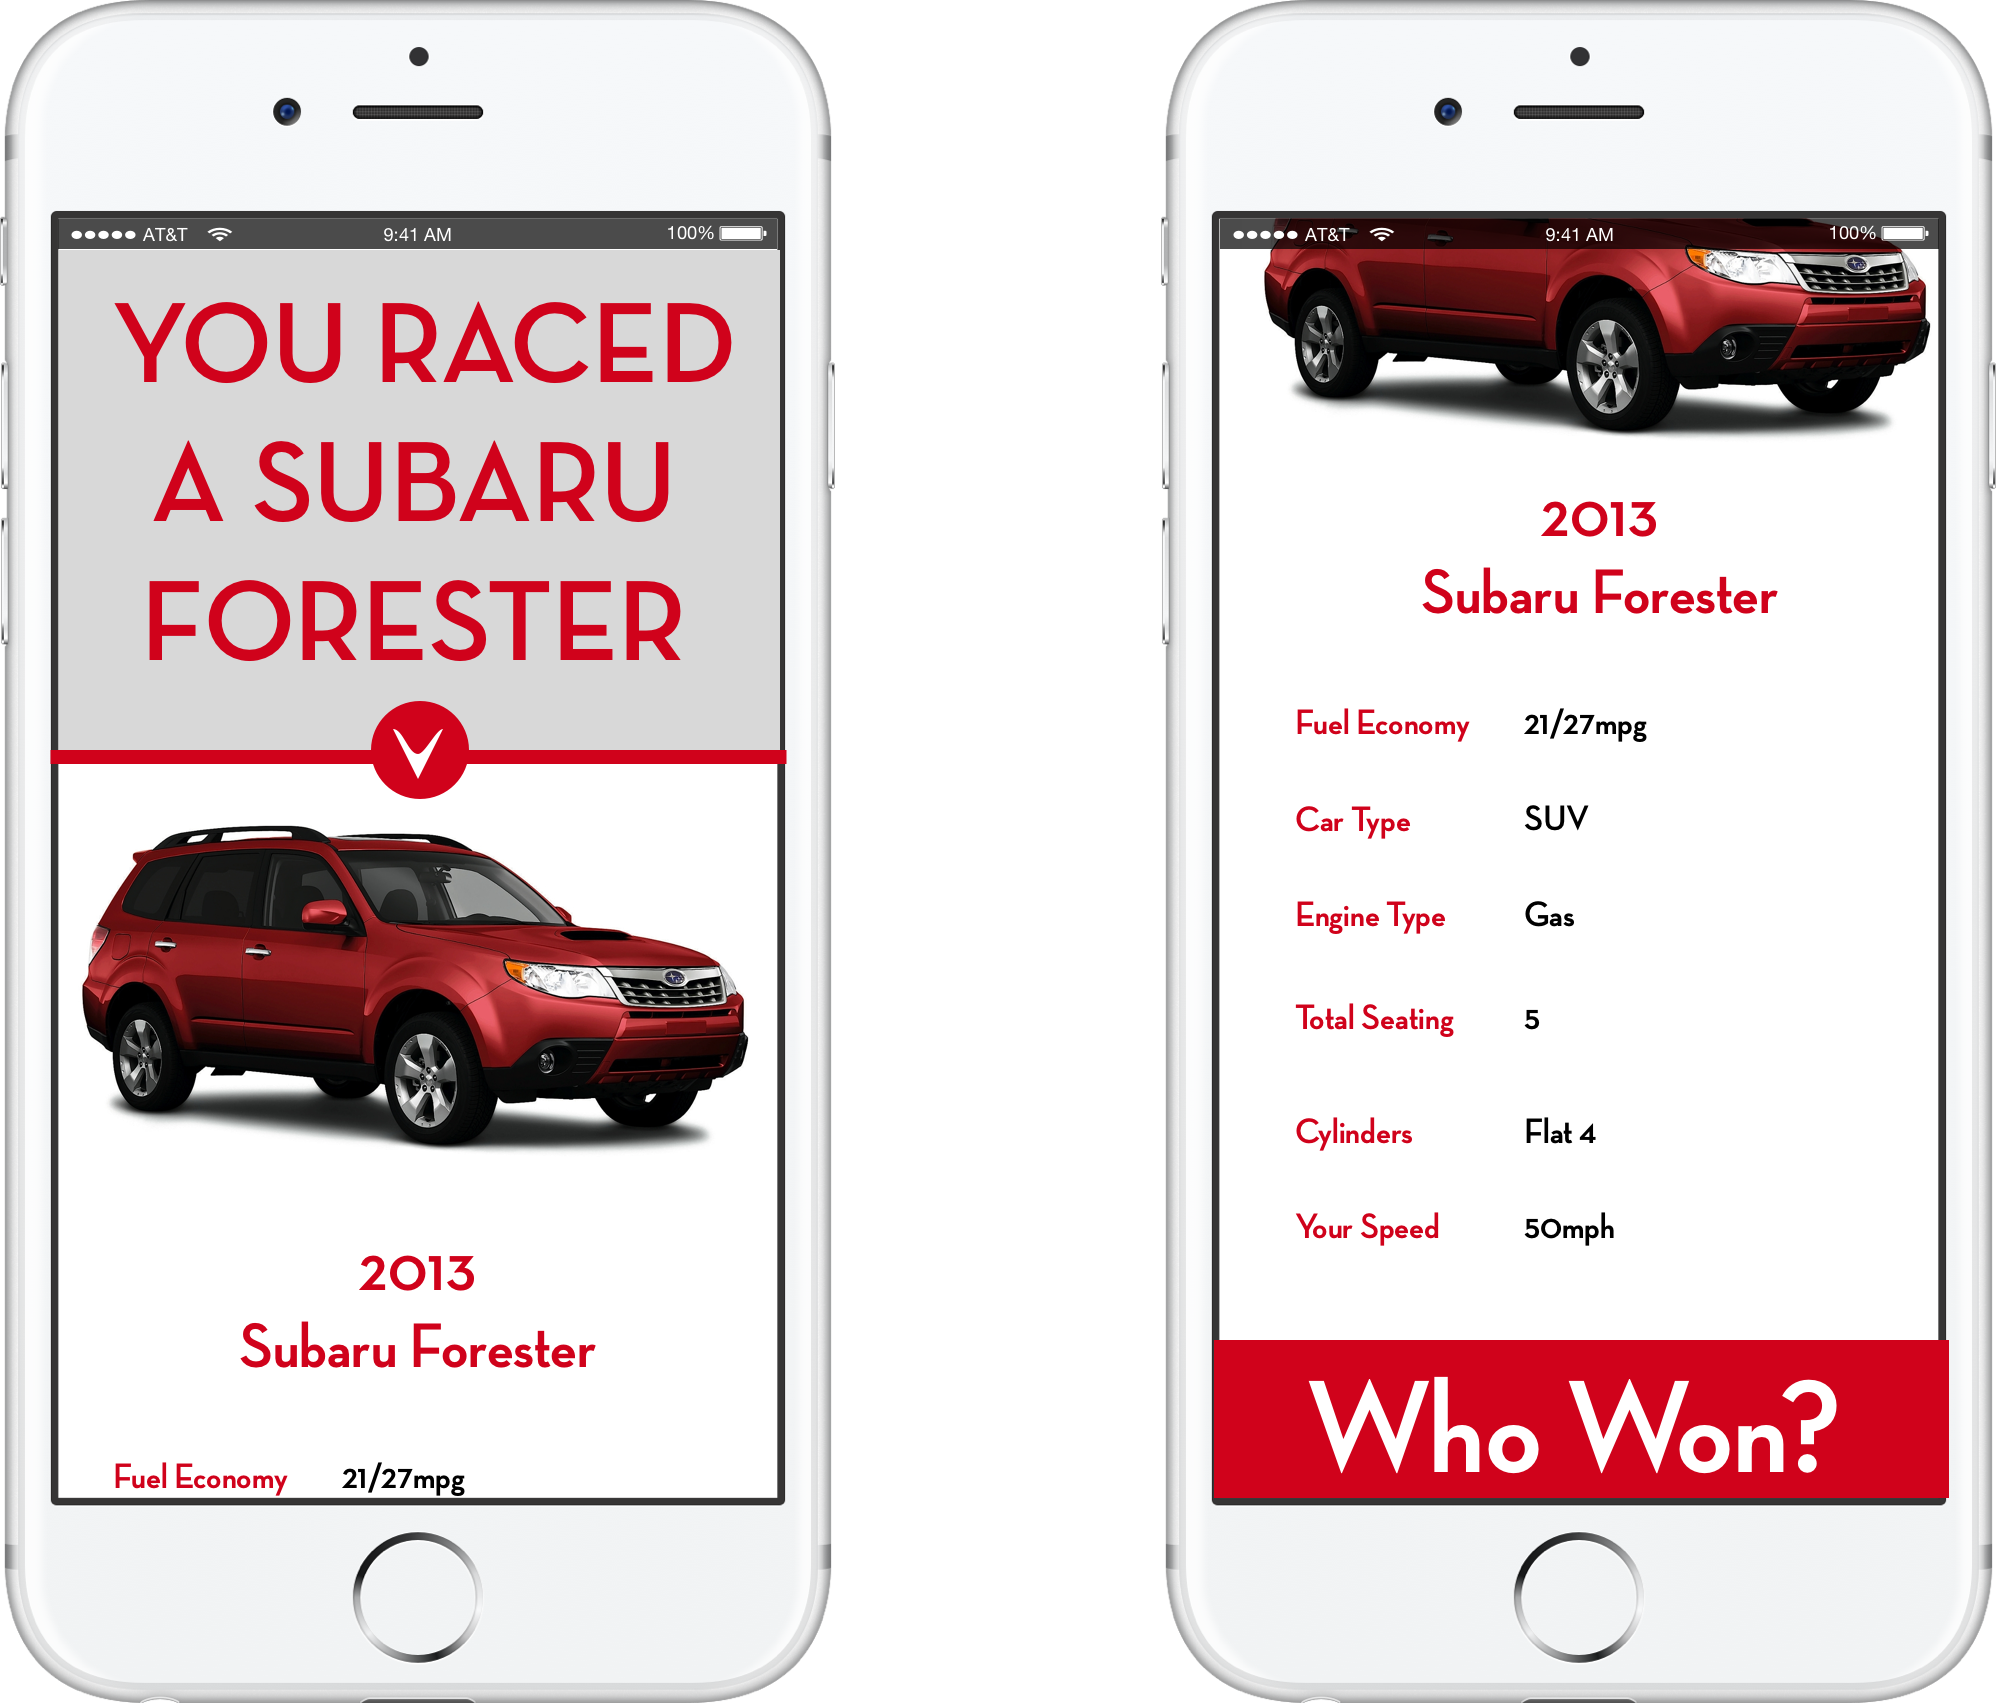 AT&T 9:41 AM 100%
YOU RACED
A SUBARU
FORESTER
2013
Subaru Forester
Fuel Economy 21/27mpg
AT&T 9:41 AM 100%
2013
Subaru Forester
Fuel Economy 21/27mpg
Car Type SUV
Engine Type Gas
Total Seating 5
Cylinders Flat 4
Your Speed 50mph
Who Won?